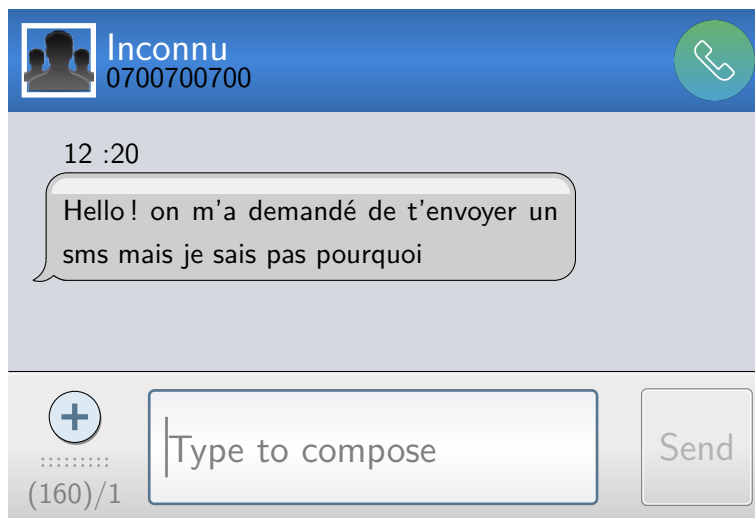 Inconnu
0700700700
12 :20
Hello ! on m'a demandé de t'envoyer un
sms mais je sais pas pourquoi
Type to compose
Send
(160)/1